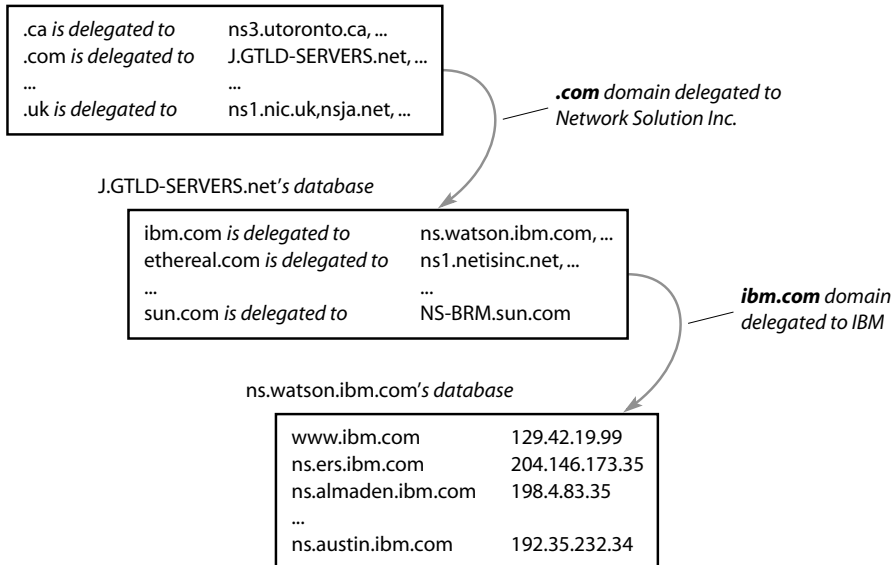 .ca is delegated to ns3.utoronto.ca, ...
.com is delegated to J.GTLD-SERVERS.net, ...
... ...
.uk is delegated to ns1.nic.uk,nsja.net, ...
.com domain delegated to
Network Solution Inc.
J.GTLD-SERVERS.net's database
ibm.com is delegated to ns.watson.ibm.com, ...
ethereal.com is delegated to ns1.netisinc.net, ...
... ...
sun.com is delegated to NS-BRM.sun.com
ibm.com domain
delegated to IBM
ns.watson.ibm.com's database
www.ibm.com 129.42.19.99
ns.ers.ibm.com 204.146.173.35
ns.almaden.ibm.com 198.4.83.35
...
ns.austin.ibm.com 192.35.232.34